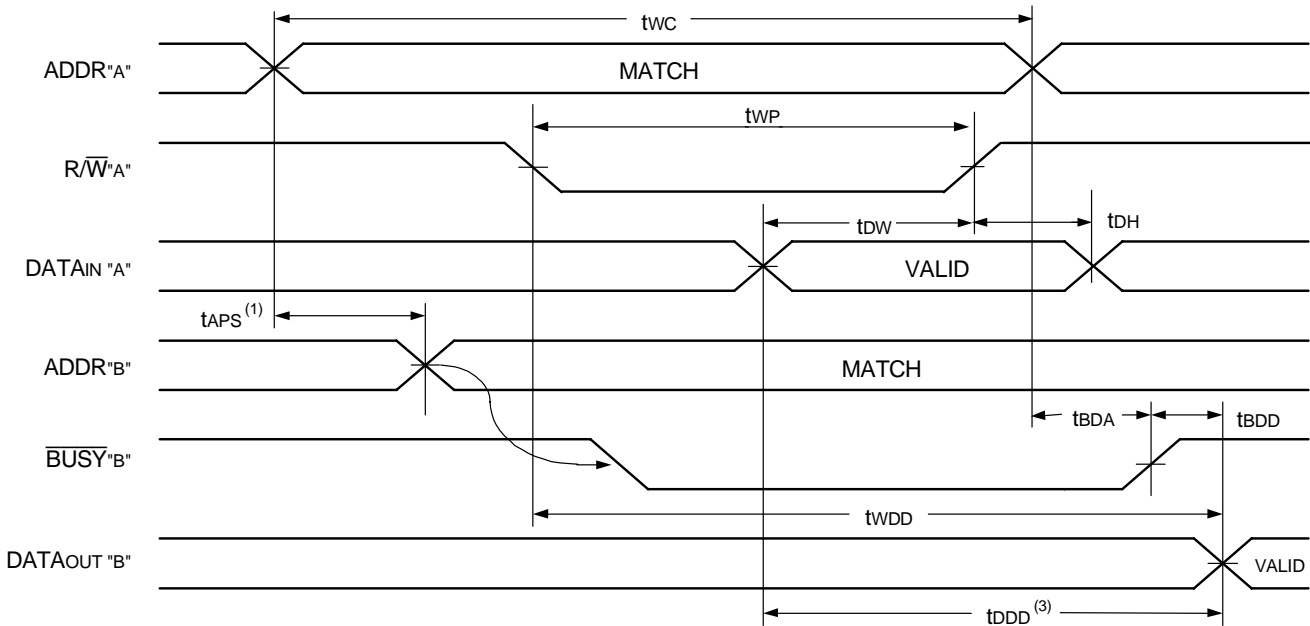 tWC
ADDR"A"
MATCH
tWP
R/W̅"A"
tDW
tDH
DATAIN "A"
VALID
tAPS(1)
ADDR"B"
MATCH
tBDA
tBDD
B̅U̅S̅Y̅"B"
tWDD
DATAOUT "B"
VALID
tDDD(3)